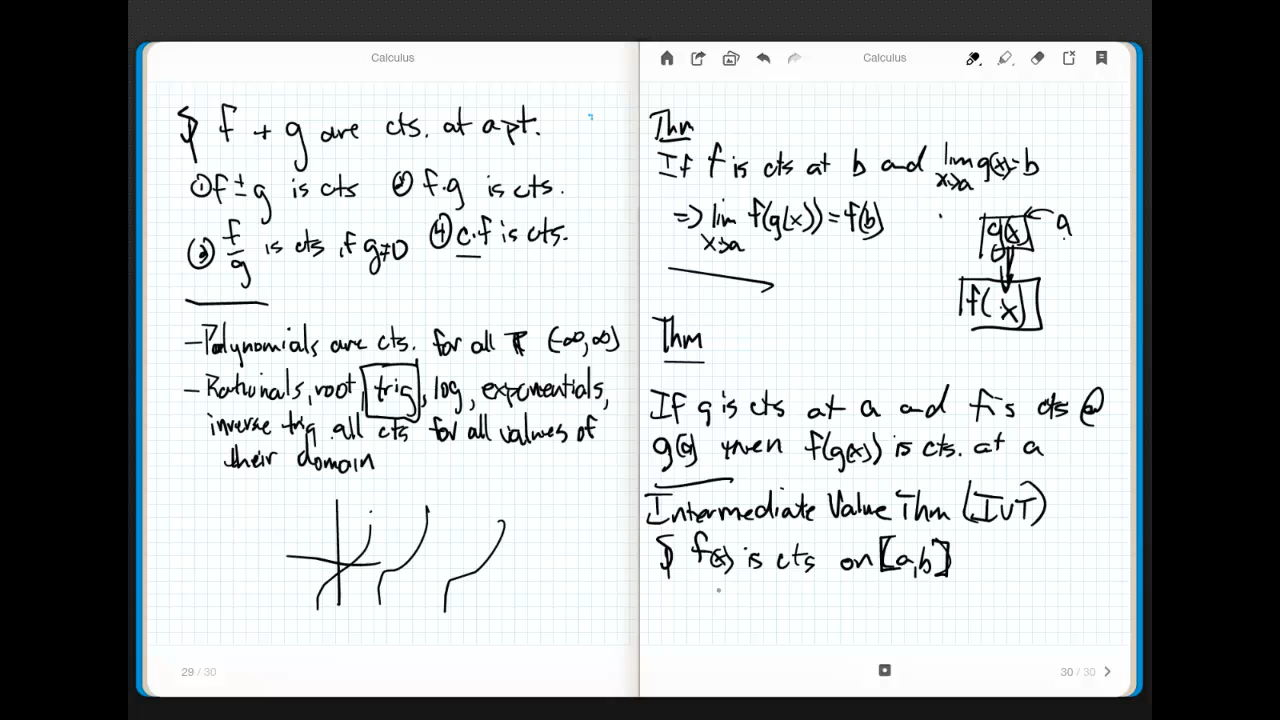 Calculus
$ f + g are cts. at a pt.
① f ± g is cts ② f·g is cts.
③ f/g is cts if g≠0 ④ c·f is cts.
- Polynomials are cts. for all (-∞,∞)
- Rationals, root, trig, log, exponentials,
inverse trig all cts for all values of
their domain
29 / 30
Calculus
Thm
If f is cts at b and lim x→a g(x)=b
=> lim x→a f(g(x)) = f(b)
a
g(x)
f( x )
Thm
If g is cts at a and f is cts @
g(a) then f(g(x)) is cts. at a
Intermediate Value Thm (IVT)
$ f(x) is cts on [a,b]
30 / 30